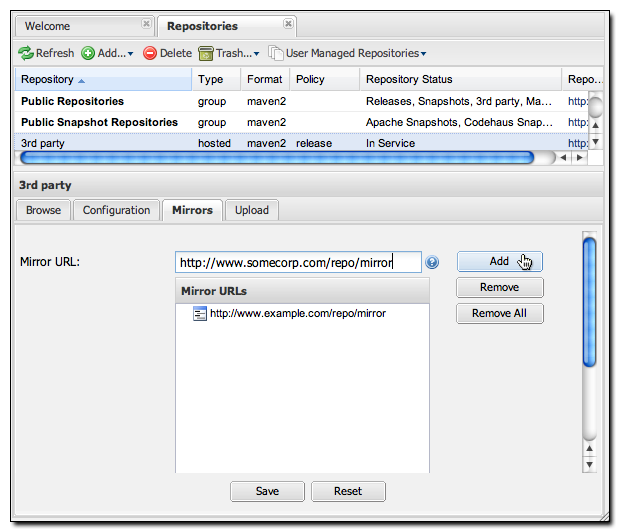 Welcome Repositories
Refresh Add... Delete Trash... User Managed Repositories
Repository Type Format Policy Repository Status Repo...
Public Repositories group maven2 Releases, Snapshots, 3rd party, Ma... http:
Public Snapshot Repositories group maven2 Apache Snapshots, Codehaus Snap... http:
3rd party hosted maven2 release In Service http:
3rd party
Browse Configuration Mirrors Upload
Mirror URL: http://www.somecorp.com/repo/mirror Add
Mirror URLs Remove
http://www.example.com/repo/mirror Remove All
Save Reset